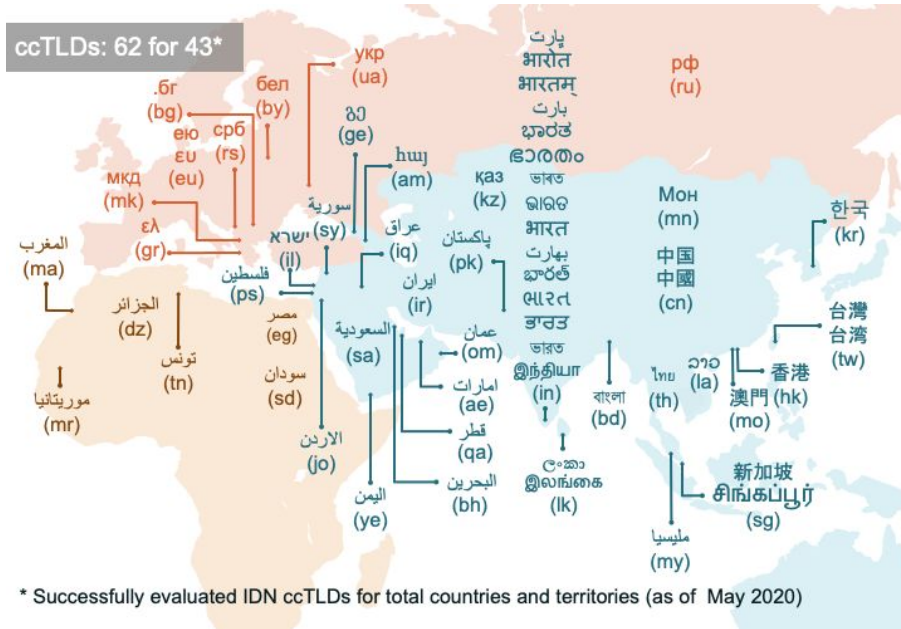 ccTLDs: 62 for 43*
.бг
(bg)
бел
(by)
укр
(ua)
рф
(ru)
ею
ευ
(eu)
срб
(rs)
мкд
(mk)
ελ
(gr)
გე
(ge)
հայ
(am)
қаз
(kz)
Мон
(mn)
한국
(kr)
中国
中國
(cn)
台灣
台湾
(tw)
香港
(hk)
澳門
(mo)
ລາວ
(la)
ไทย
(th)
বাংলা
(bd)
新加坡
சிங்கப்பூர்
(sg)
مليسيا
(my)
ڀارت
भारोत
भारतम्
بارت
ಭಾರತ
ഭാരതം
ভাৰত
ଭାରତ
भारत
بھارت
భారత్
ભારત
ਭਾਰਤ
ভারত
இந்தியா
(in)
ලංකා
இலங்கை
(lk)
پاکستان
(pk)
سورية
(sy)
ישראל
(il)
عراق
(iq)
ایران
(ir)
فلسطين
(ps)
المغرب
(ma)
الجزائر
(dz)
تونس
(tn)
موريتانيا
(mr)
مصر
(eg)
سودان
(sd)
السعودية
(sa)
عمان
(om)
امارات
(ae)
قطر
(qa)
البحرين
(bh)
الاردن
(jo)
اليمن
(ye)
* Successfully evaluated IDN ccTLDs for total countries and territories (as of May 2020)